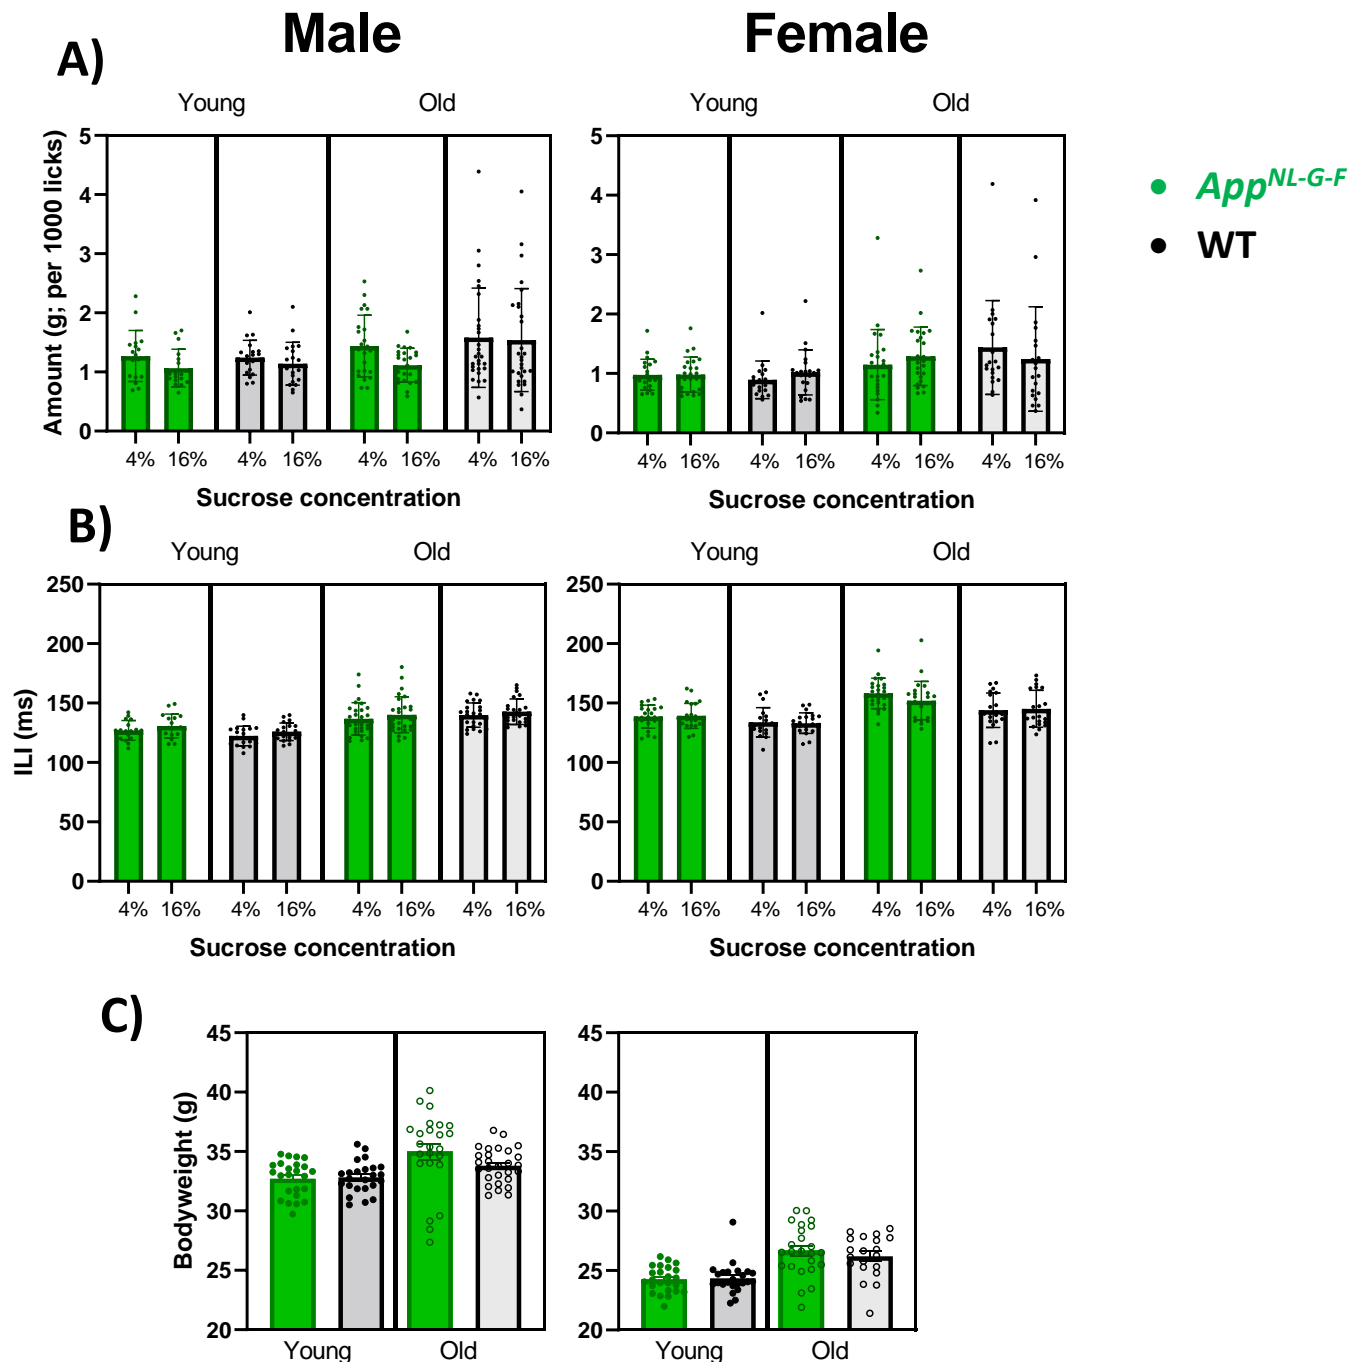 Male Female
A)
Young Old Young Old
Amount (g; per 1000 licks)
5 5
4 4
3 3
2 2
1 1
0 0
4% 16% 4% 16% 4% 16% 4% 16% 4% 16% 4% 16% 4% 16% 4% 16%
Sucrose concentration Sucrose concentration
App^NL-G-F
WT
B)
Young Old Young Old
ILI (ms)
250 250
200 200
150 150
100 100
50 50
0 0
4% 16% 4% 16% 4% 16% 4% 16% 4% 16% 4% 16% 4% 16% 4% 16%
Sucrose concentration Sucrose concentration
C)
Bodyweight (g)
45 45
40 40
35 35
30 30
25 25
20 20
Young Old Young Old